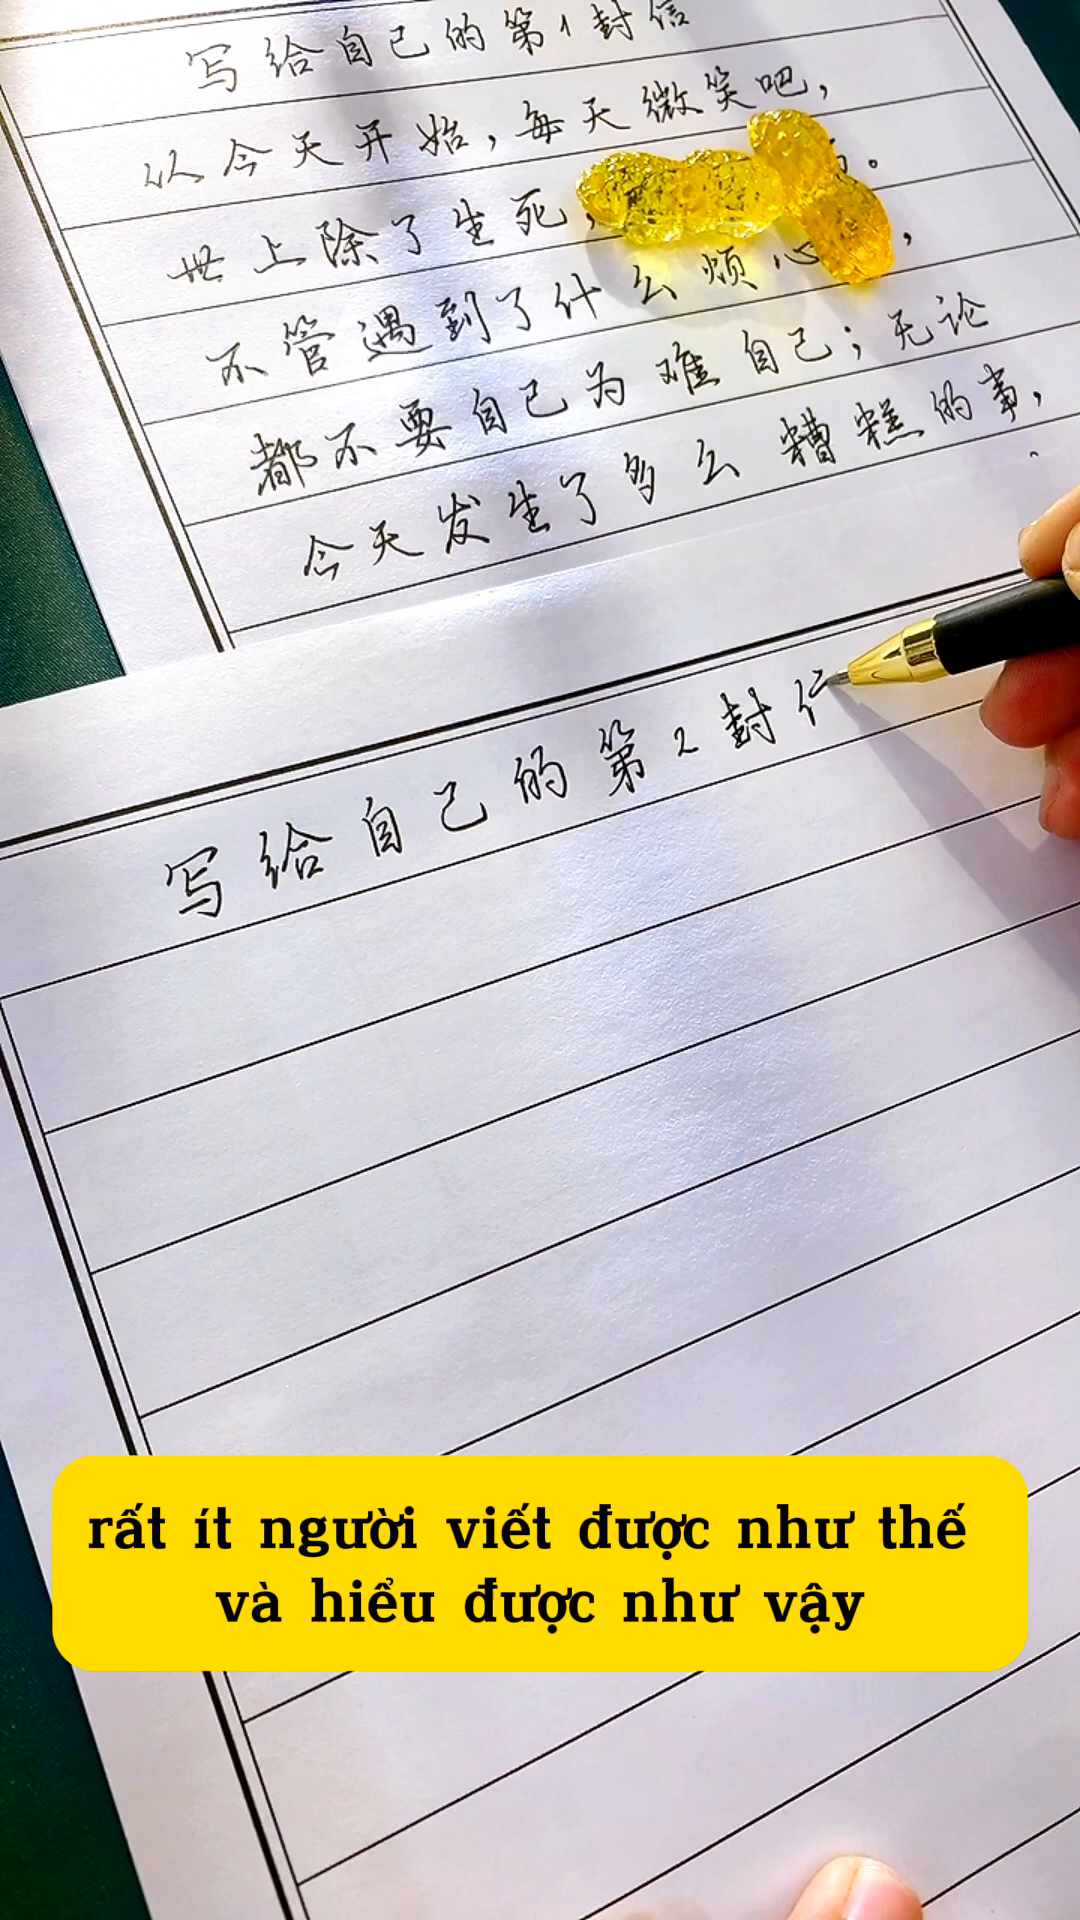 写给自己的第1封信
从今天开始，每天微笑吧，
世上除了生死，
不管遇到了什么烦心，
都不要自己为难自己；无论
今天发生了多么糟糕的事，
写给自己的第2封
rất ít người viết được như thế
và hiểu được như vậy